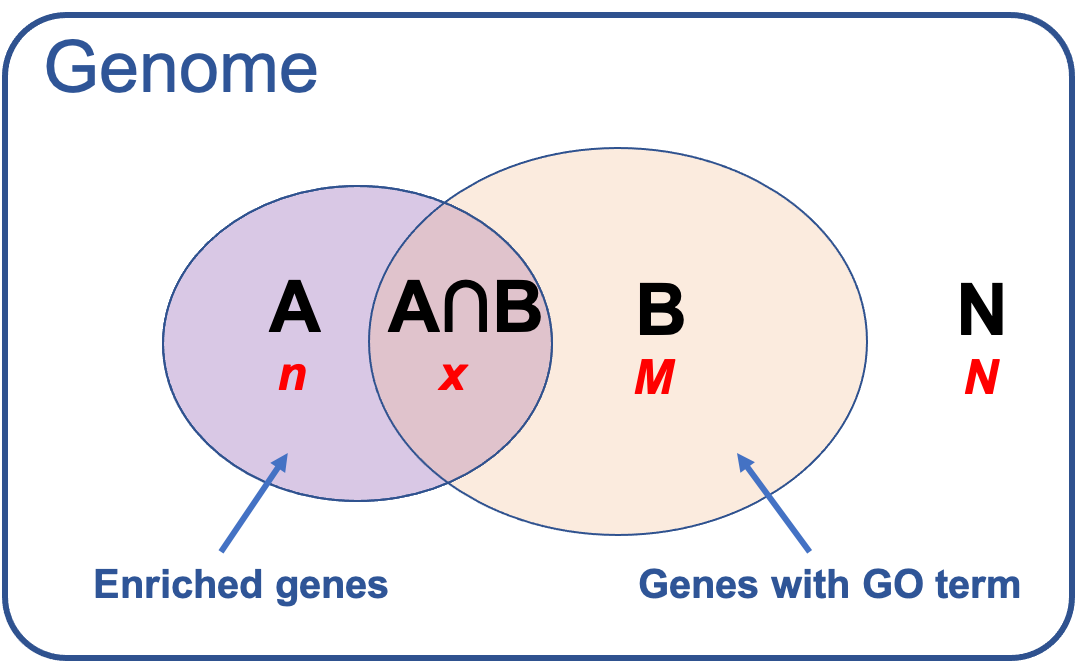 Genome
A A∩B B N
n x M N
Enriched genes
Genes with GO term